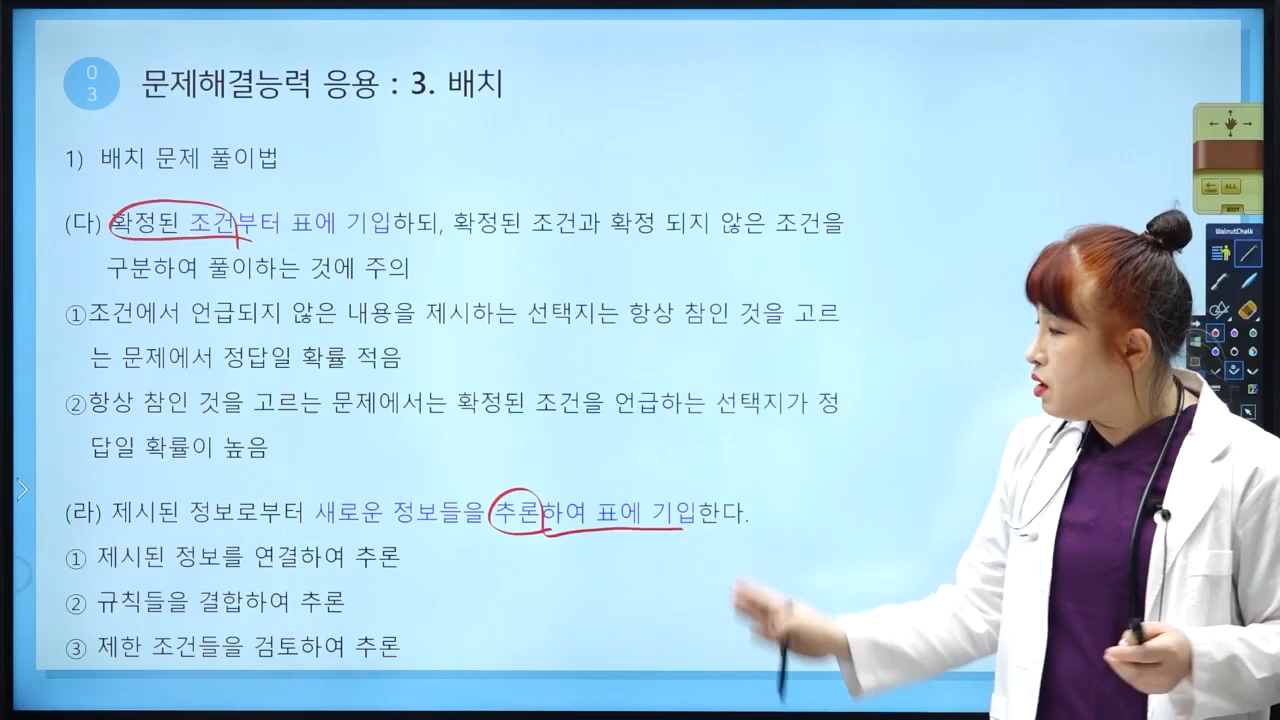 0
3
문제해결능력 응용 : 3. 배치
1) 배치 문제 풀이법
(다) 확정된 조건부터 표에 기입하되, 확정된 조건과 확정 되지 않은 조건을
구분하여 풀이하는 것에 주의
①조건에서 언급되지 않은 내용을 제시하는 선택지는 항상 참인 것을 고르
는 문제에서 정답일 확률 적음
②항상 참인 것을 고르는 문제에서는 확정된 조건을 언급하는 선택지가 정
답일 확률이 높음
(라) 제시된 정보로부터 새로운 정보들을 추론하여 표에 기입한다.
① 제시된 정보를 연결하여 추론
② 규칙들을 결합하여 추론
③ 제한 조건들을 검토하여 추론
ALL
EXIT
WalnutChalk